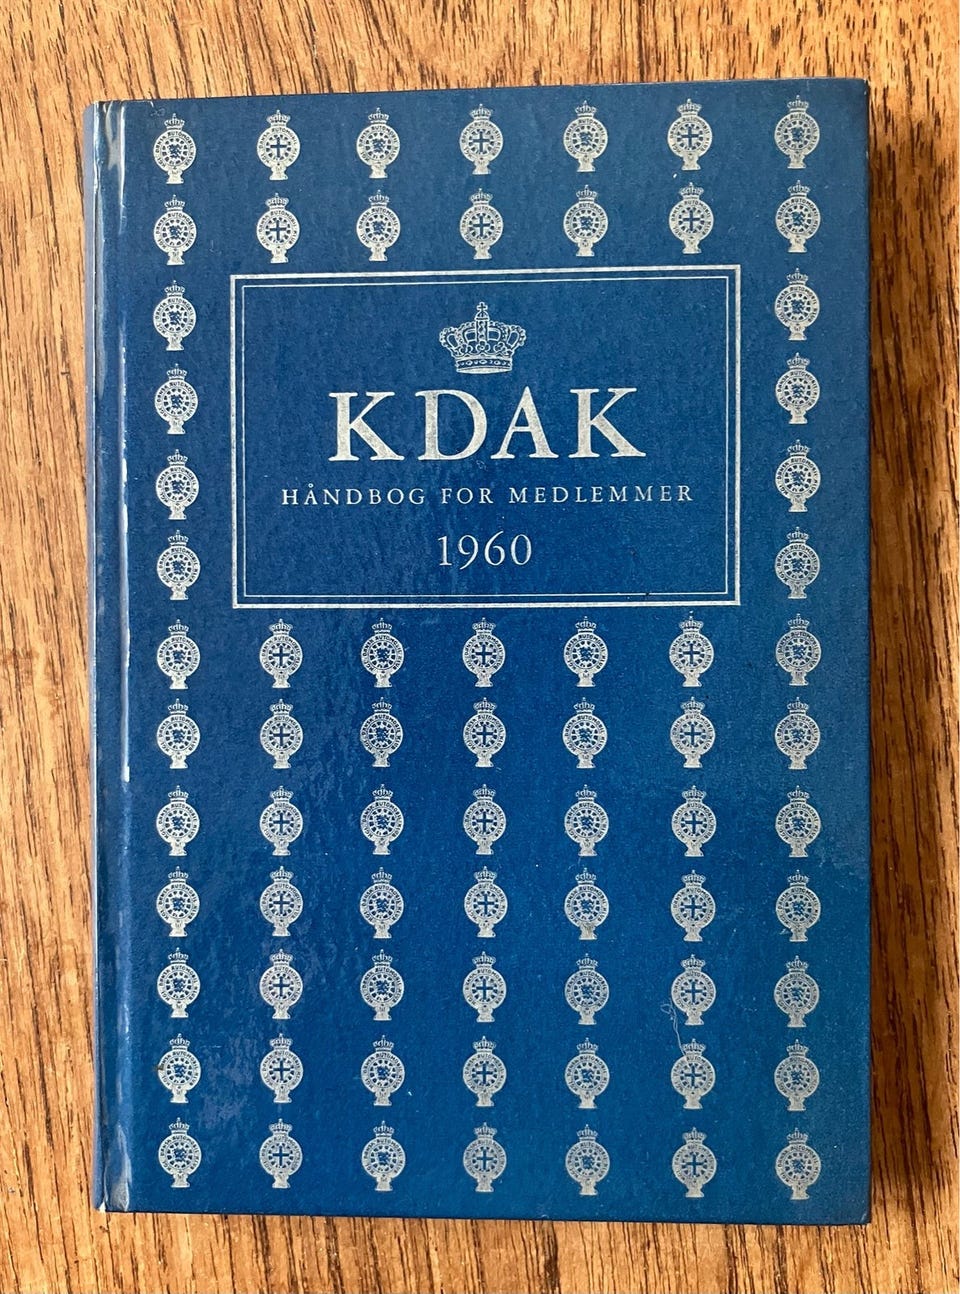 KDAK
HÅNDBOG FOR MEDLEMMER
1960